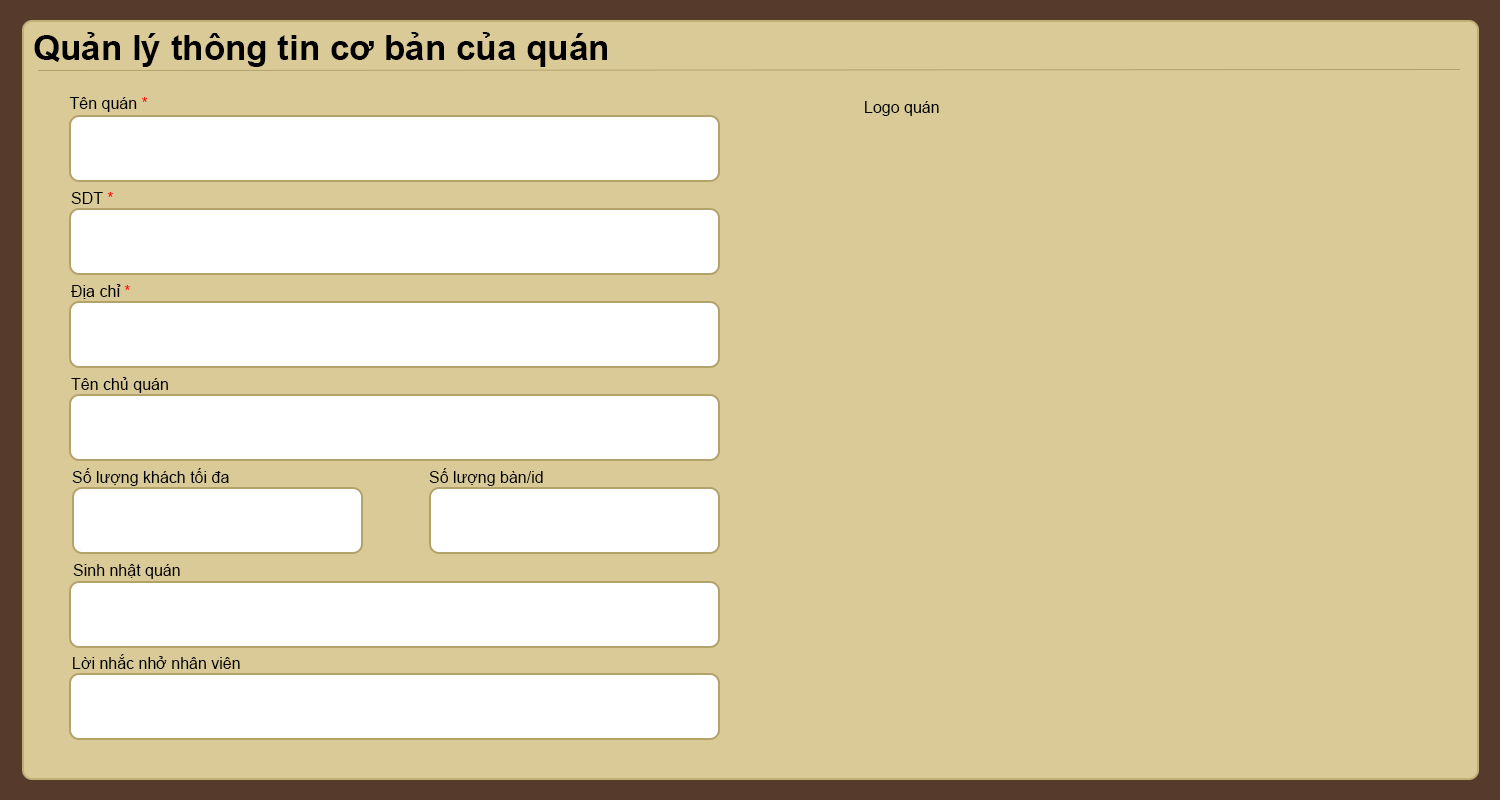 Quản lý thông tin cơ bản của quán
Tên quán *
Logo quán
SDT *
Địa chỉ *
Tên chủ quán
Số lượng khách tối đa
Số lượng bàn/id
Sinh nhật quán
Lời nhắc nhở nhân viên